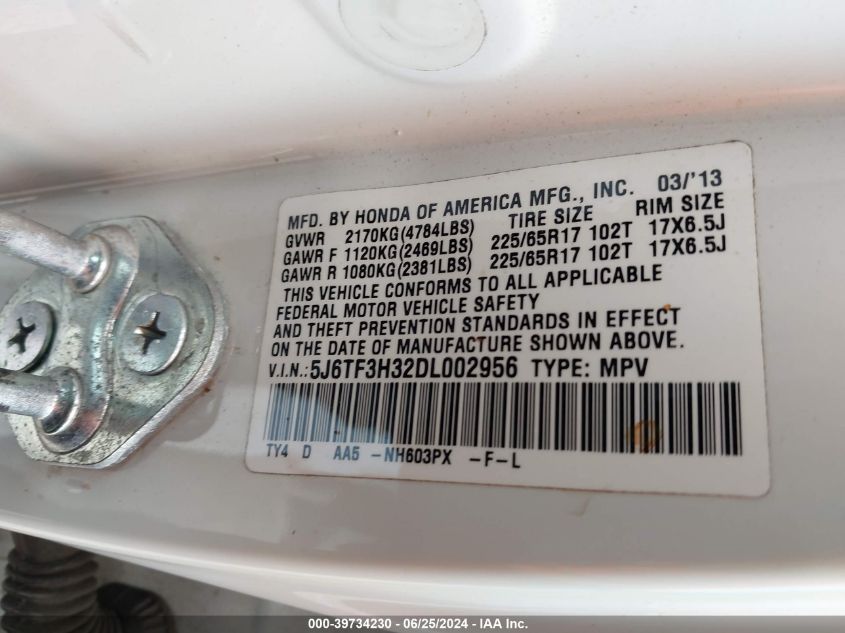 MFD. BY HONDA OF AMERICA MFG., INC. 03/'13
GVWR 2170KG(4784LBS) TIRE SIZE RIM SIZE
GAWR F 1120KG(2469LBS) 225/65R17 102T 17X6.5J
GAWR R 1080KG(2381LBS) 225/65R17 102T 17X6.5J
THIS VEHICLE CONFORMS TO ALL APPLICABLE
FEDERAL MOTOR VEHICLE SAFETY
AND THEFT PREVENTION STANDARDS IN EFFECT
ON THE DATE OF MANUFACTURE SHOWN ABOVE.
V.I.N.: 5J6TF3H32DL002956 TYPE: MPV
TY4 D AA5 -NH603PX -F-L
000-39734230 - 06/25/2024 - IAA Inc.